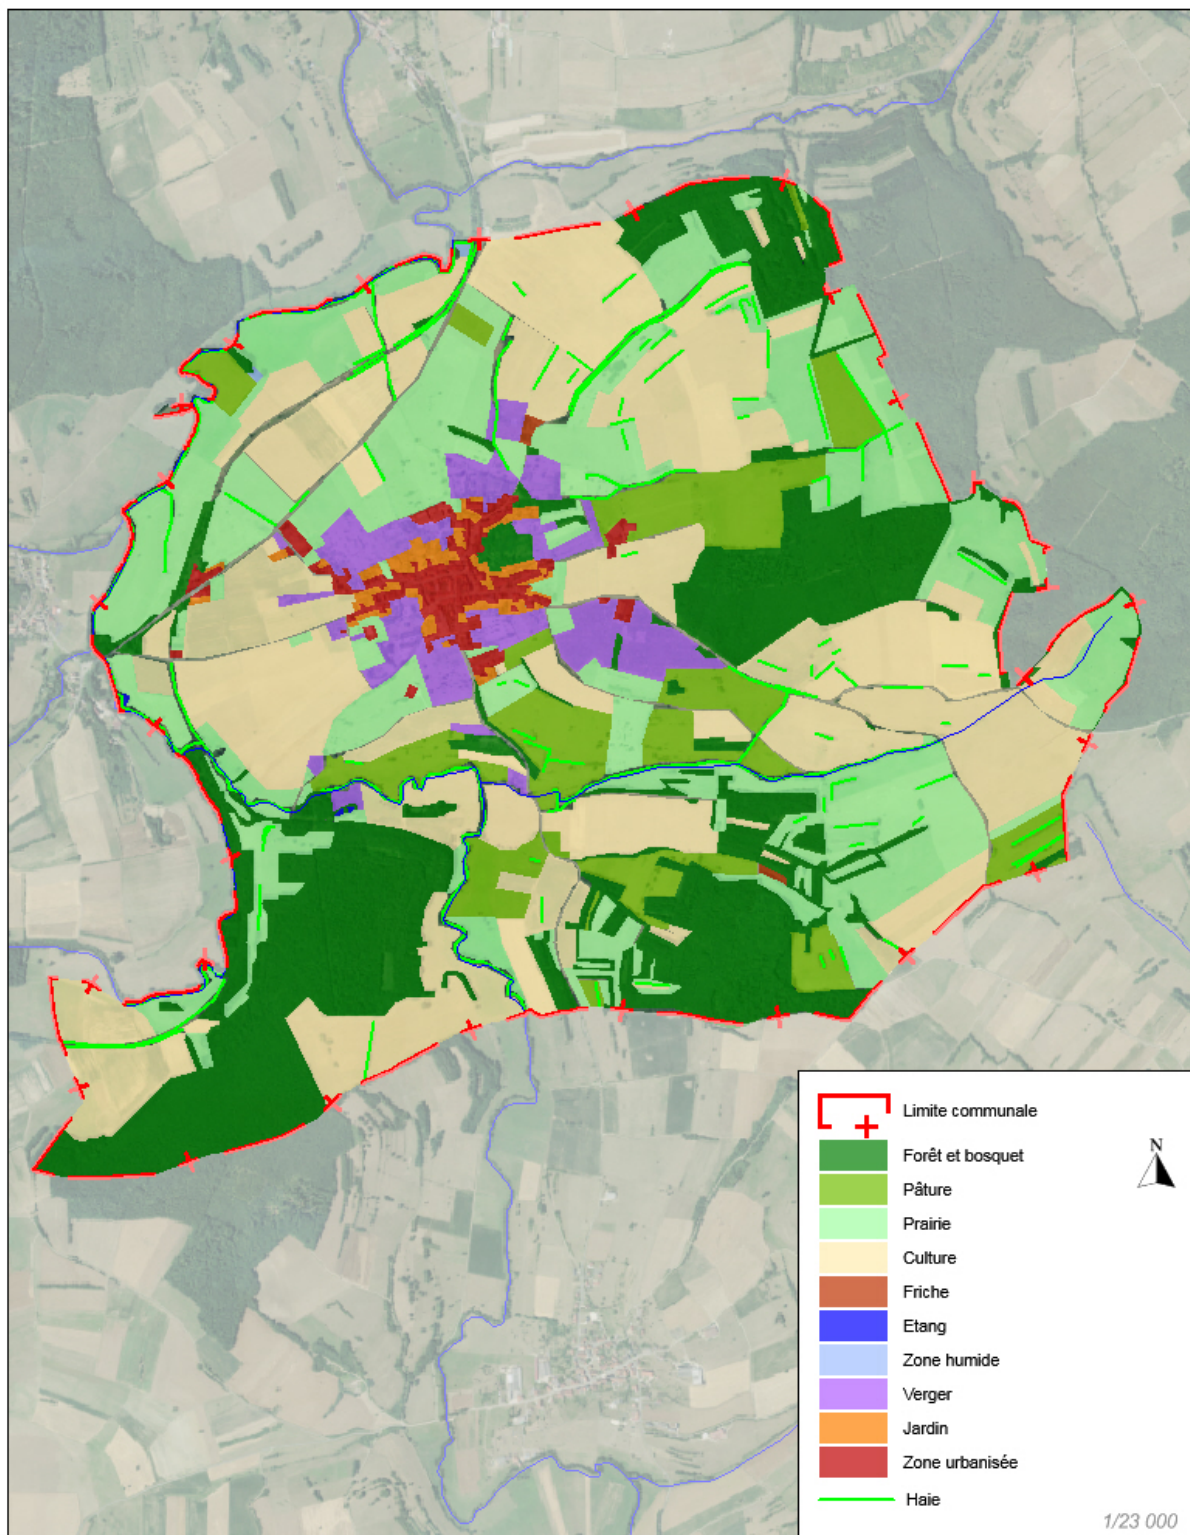 Limite communale
N
Forêt et bosquet
Pâture
Prairie
Culture
Friche
Etang
Zone humide
Verger
Jardin
Zone urbanisée
Haie
1/23 000